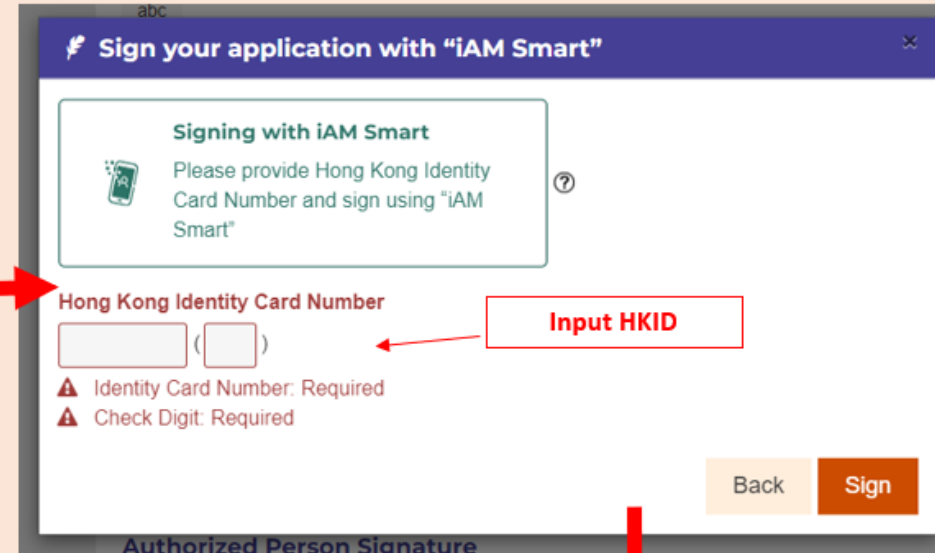 abc
Sign your application with “iAM Smart”
×
Signing with iAM Smart
Please provide Hong Kong Identity
Card Number and sign using “iAM
Smart”
?
Hong Kong Identity Card Number
( )
Input HKID
Identity Card Number: Required
Check Digit: Required
Back
Sign
Authorized Person Signature